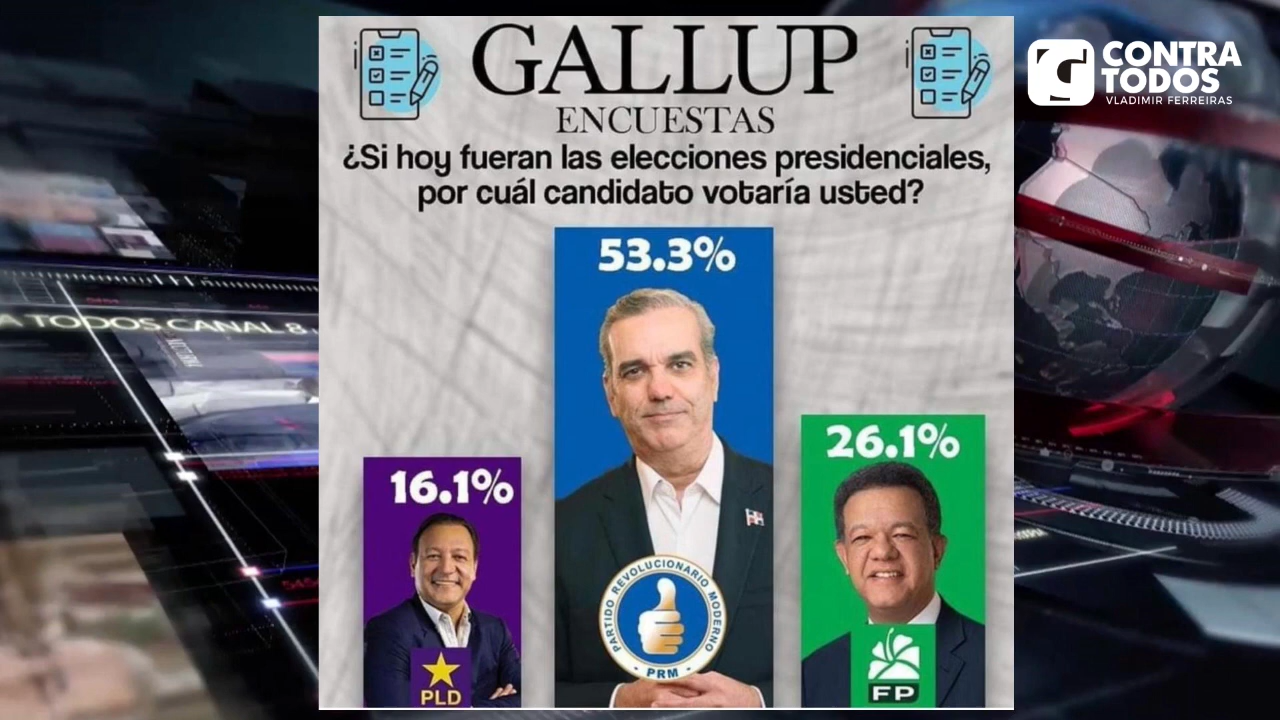 GALLUP
ENCUESTAS
¿Si hoy fueran las elecciones presidenciales,
por cuál candidato votaría usted?
CONTRA
TODOS
VLADIMIR FERREIRAS
53.3%
26.1%
16.1%
PARTIDO REVOLUCIONARIO MODERNO
- PRM -
PLD
FP
A TODOS CANAL 8